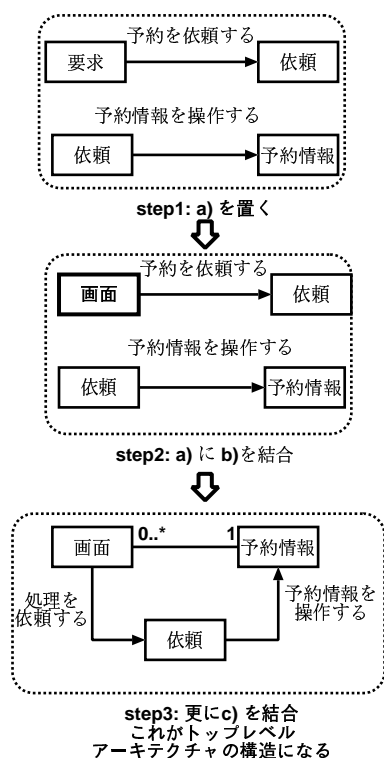 予約を依頼する
要求
依頼
予約情報を操作する
依頼
予約情報
step1: a) を置く
予約を依頼する
画面
依頼
予約情報を操作する
依頼
予約情報
step2: a) に b)を結合
画面
0..*
1
予約情報
処理を
依頼する
依頼
予約情報を
操作する
step3: 更にc) を結合
これがトップレベル
アーキテクチャの構造になる